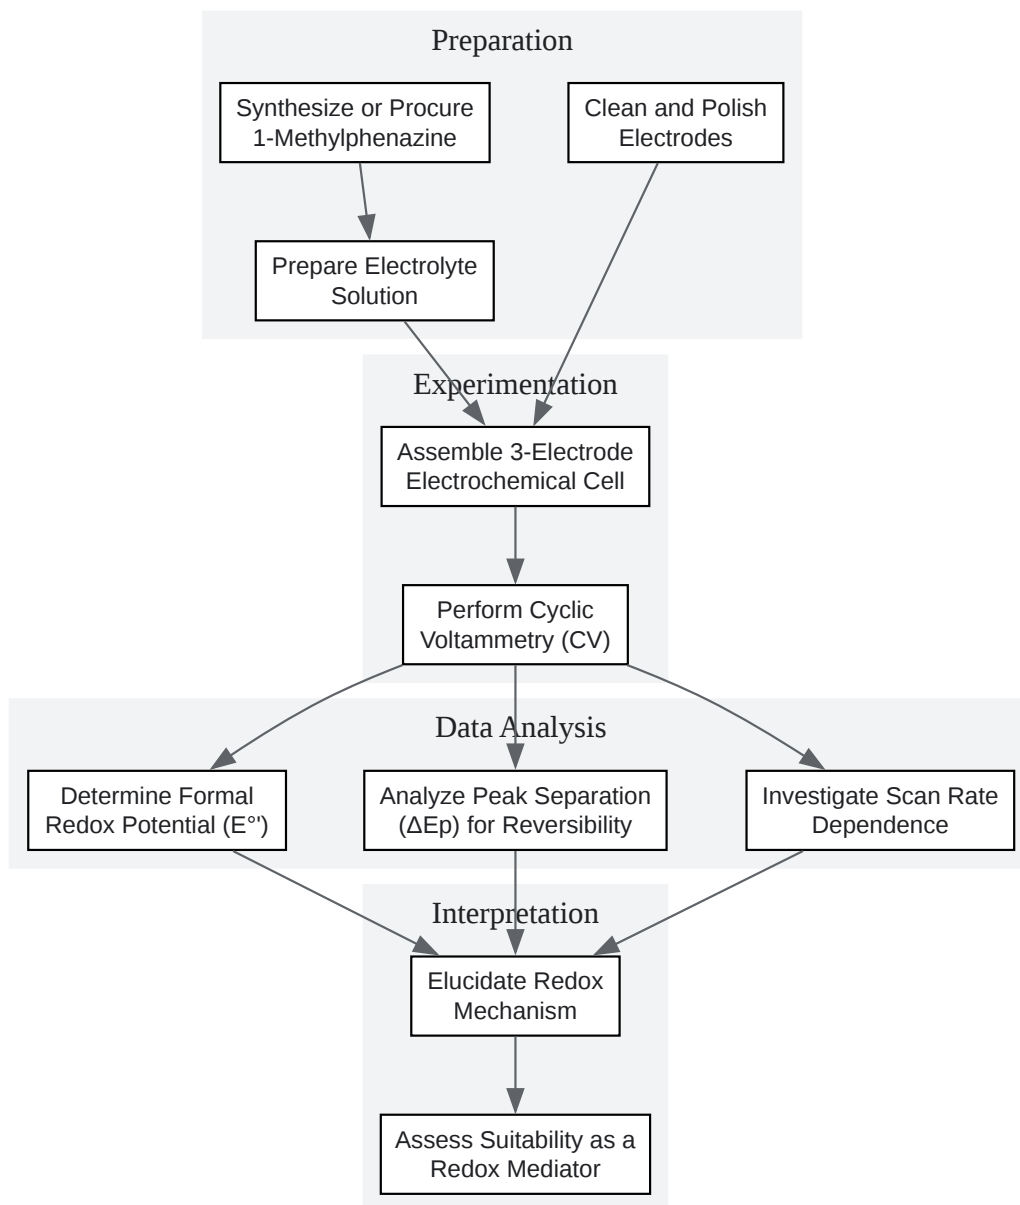 Preparation
Synthesize or Procure
1-Methylphenazine
Clean and Polish
Electrodes
Prepare Electrolyte
Solution
Experimentation
Assemble 3-Electrode
Electrochemical Cell
Perform Cyclic
Voltammetry (CV)
Data Analysis
Determine Formal
Redox Potential (E°')
Analyze Peak Separation
(ΔEp) for Reversibility
Investigate Scan Rate
Dependence
Interpretation
Elucidate Redox
Mechanism
Assess Suitability as a
Redox Mediator